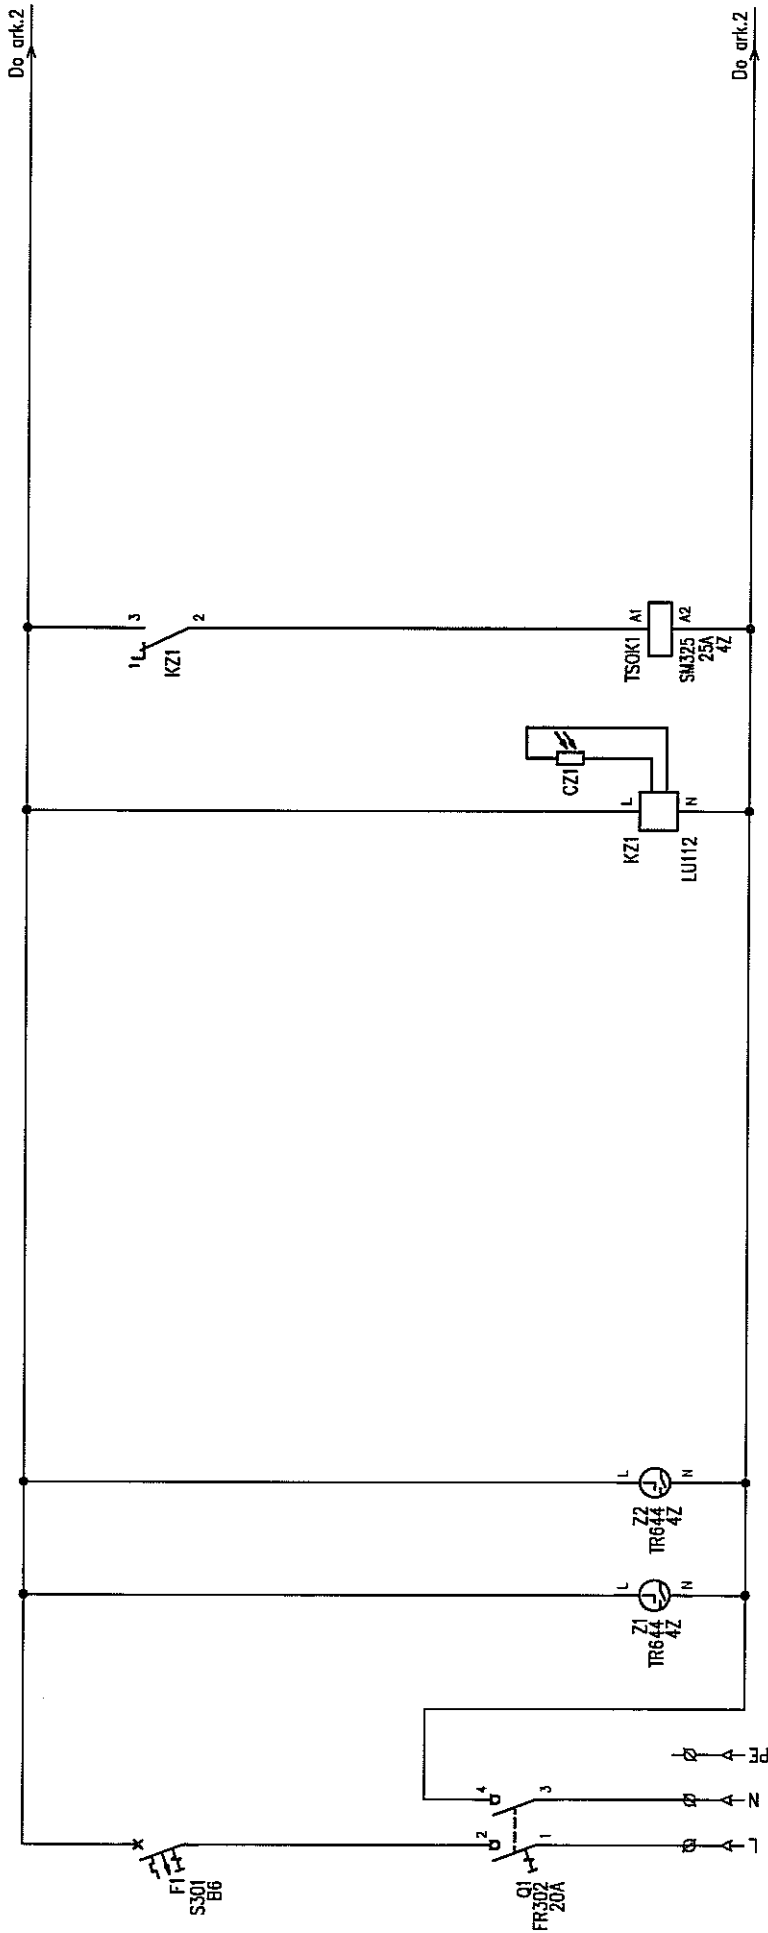 Do ark.2
Do ark.2
3
1
2
KZ1
TSOK1
A1
A2
SM325
25A
4Z
CZ1
L
KZ1
N
LU112
L
Z2
TR644
4Z
N
L
Z1
TR644
4Z
N
F1
S301
B6
4
3
2
1
Q1
FR302
20A
PE
N
L